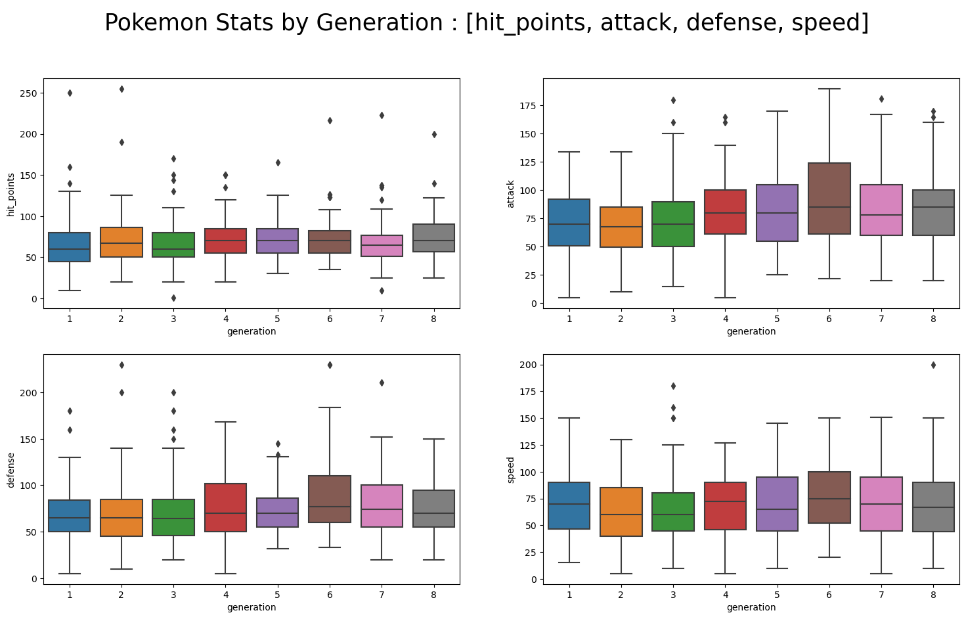 Pokemon Stats by Generation : [hit_points, attack, defense, speed]
hit_points
250
200
150
100
50
0
1 2 3 4 5 6 7 8
generation
attack
175
150
125
100
75
50
25
0
1 2 3 4 5 6 7 8
generation
defense
200
150
100
50
0
1 2 3 4 5 6 7 8
generation
speed
200
175
150
125
100
75
50
25
0
1 2 3 4 5 6 7 8
generation